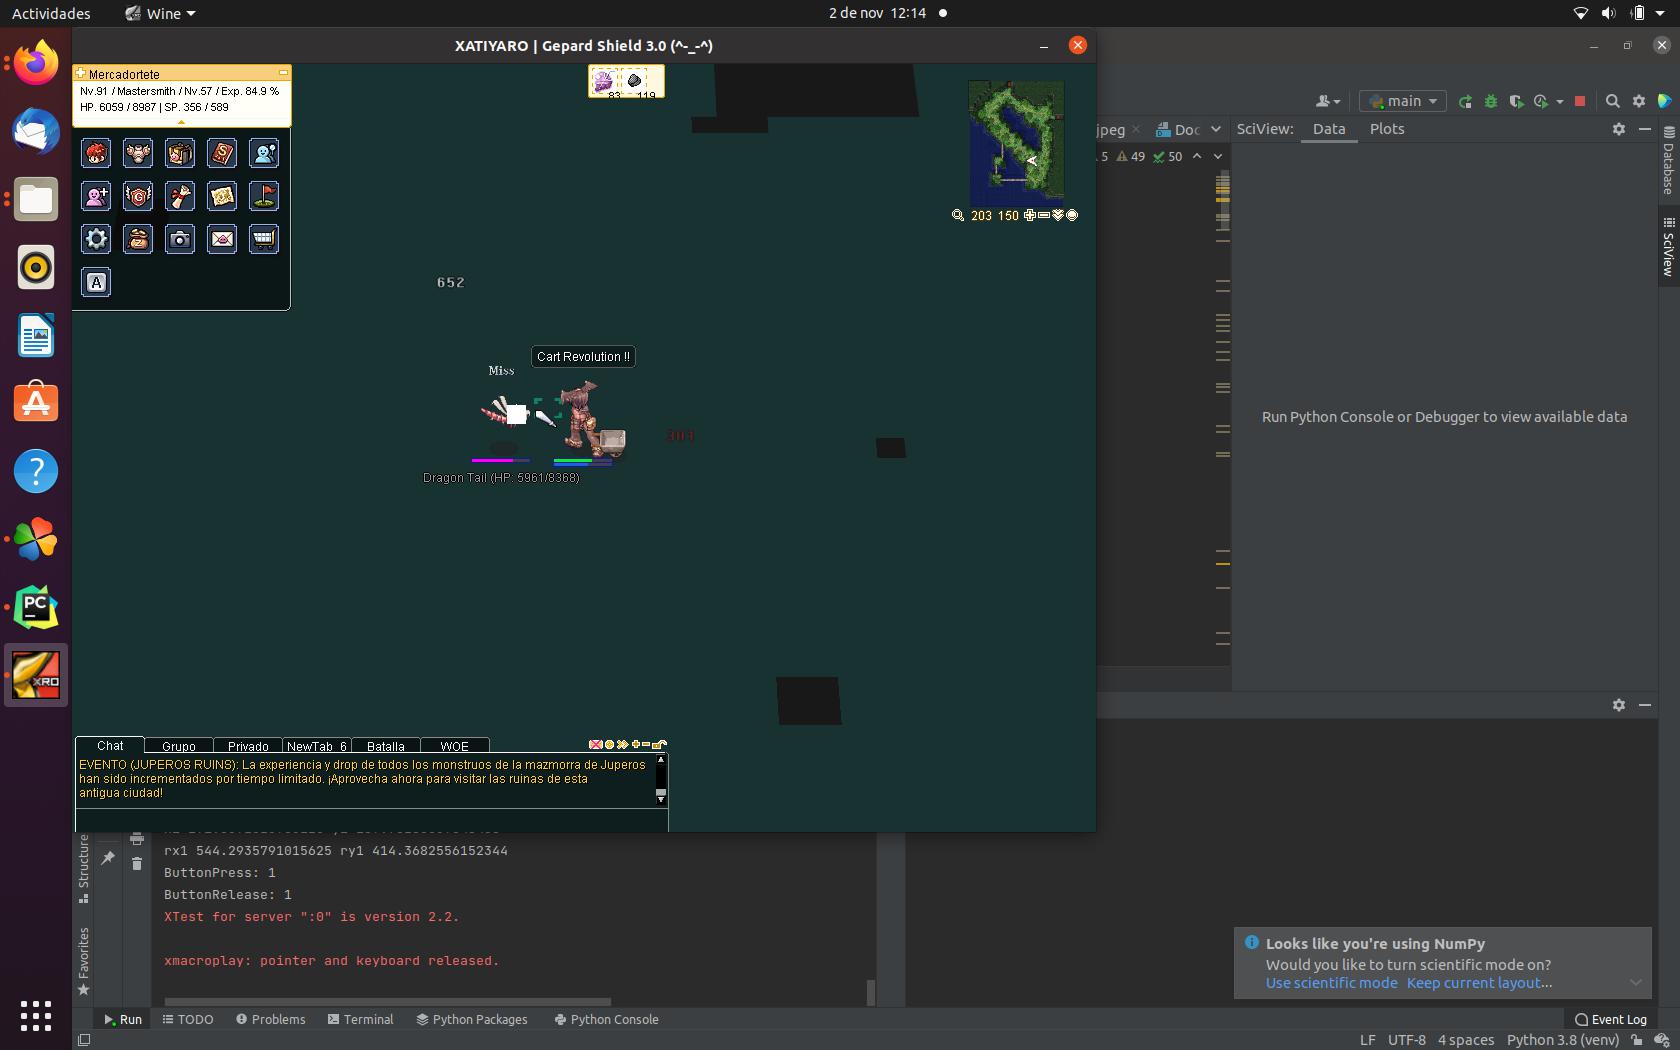 Actividades
Wine
2 de nov 12:14
XATIYARO | Gepard Shield 3.0 (^-_-^)
Mercadortete
Nv.91 / Mastersmith / Nv.57 / Exp. 84.9 %
HP. 6059 / 8987 | SP. 356 / 589
83 119
A
203 150
652
Cart Revolution !!
Miss
Dragon Tail (HP: 5961/8368)
Chat Grupo Privado NewTab_6 Batalla WOE
EVENTO (JUPEROS RUINS): La experiencia y drop de todos los monstruos de la mazmorra de Juperos
han sido incrementados por tiempo limitado. ¡Aprovecha ahora para visitar las ruinas de esta
antigua ciudad!
main
jpeg
Doc
SciView: Data Plots
5 49 50
Database
SciView
Run Python Console or Debugger to view available data
PC
XRO
Structure
Favorites
rx1 544.2935791015625 ry1 414.3682556152344
ButtonPress: 1
ButtonRelease: 1
XTest for server ":0" is version 2.2.
xmacroplay: pointer and keyboard released.
Looks like you're using NumPy
Would you like to turn scientific mode on?
Use scientific mode Keep current layout...
Run TODO Problems Terminal Python Packages Python Console
Event Log
LF UTF-8 4 spaces Python 3.8 (venv)